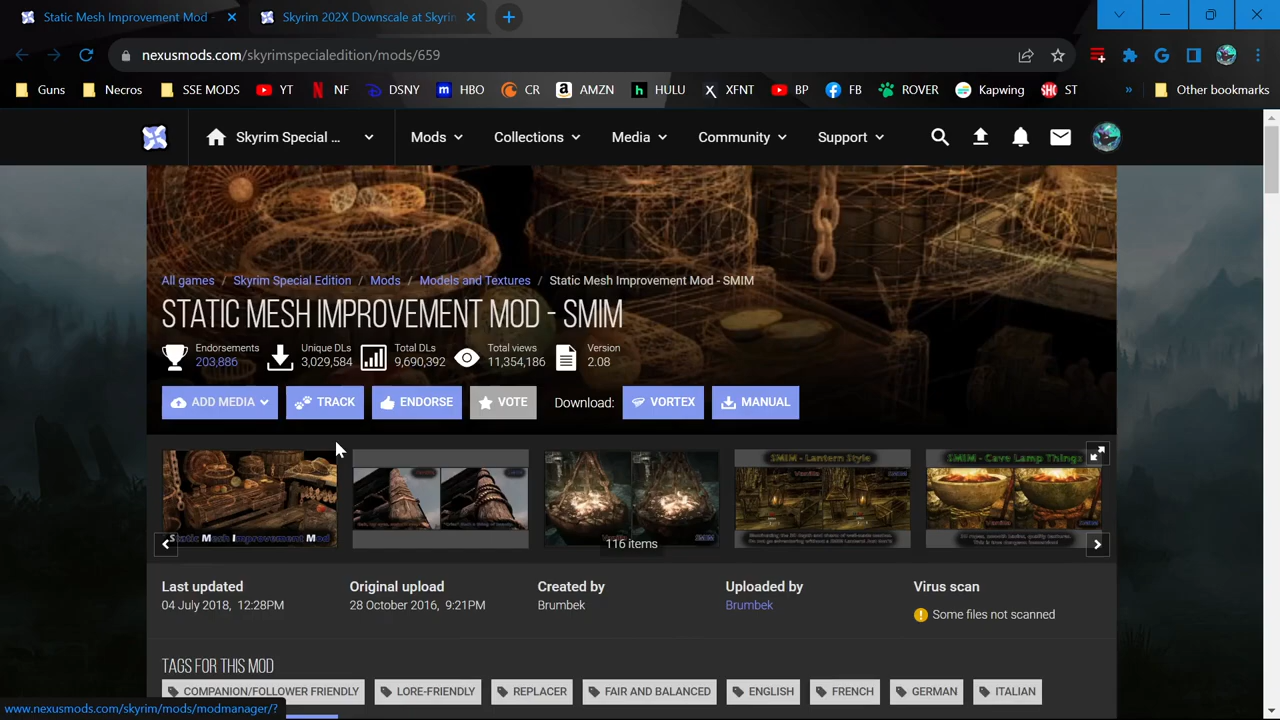 Static Mesh Improvement Mod -
Skyrim 202X Downscale at Skyrim
nexusmods.com/skyrimspecialedition/mods/659
Guns Necros SSE MODS YT NF DSNY HBO CR AMZN HULU XFNT BP FB ROVER Kapwing ST » Other bookmarks
Skyrim Special ... Mods Collections Media Community Support
All games / Skyrim Special Edition / Mods / Models and Textures / Static Mesh Improvement Mod - SMIM
STATIC MESH IMPROVEMENT MOD - SMIM
Endorsements Unique DLs Total DLs Total views Version
203,886 3,029,584 9,690,392 11,354,186 2.08
ADD MEDIA TRACK ENDORSE VOTE Download: VORTEX MANUAL
SMIM - Lantern Style
SMIM - Cave Lamp Things
Static Mesh Improvement Mod
116 items
Last updated Original upload Created by Uploaded by Virus scan
04 July 2018, 12:28PM 28 October 2016, 9:21PM Brumbek Brumbek Some files not scanned
TAGS FOR THIS MOD
COMPANION/FOLLOWER FRIENDLY LORE-FRIENDLY REPLACER FAIR AND BALANCED ENGLISH FRENCH GERMAN ITALIAN
www.nexusmods.com/skyrim/mods/modmanager/?